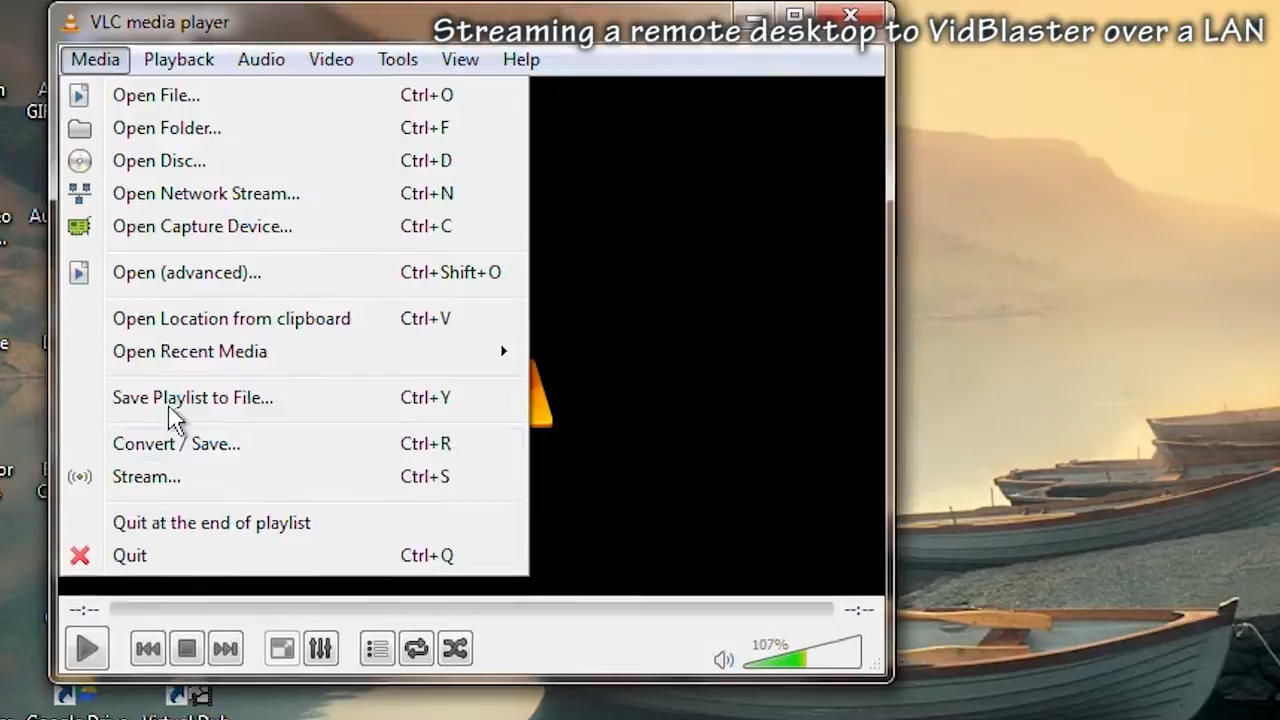 VLC media player
Streaming a remote desktop to VidBlaster over a LAN
Media Playback Audio Video Tools View Help
Open File... Ctrl+O
Open Folder... Ctrl+F
Open Disc... Ctrl+D
Open Network Stream... Ctrl+N
Open Capture Device... Ctrl+C
Open (advanced)... Ctrl+Shift+O
Open Location from clipboard Ctrl+V
Open Recent Media
Save Playlist to File... Ctrl+Y
Convert / Save... Ctrl+R
Stream... Ctrl+S
Quit at the end of playlist
Quit Ctrl+Q
--:-- --:--
107%